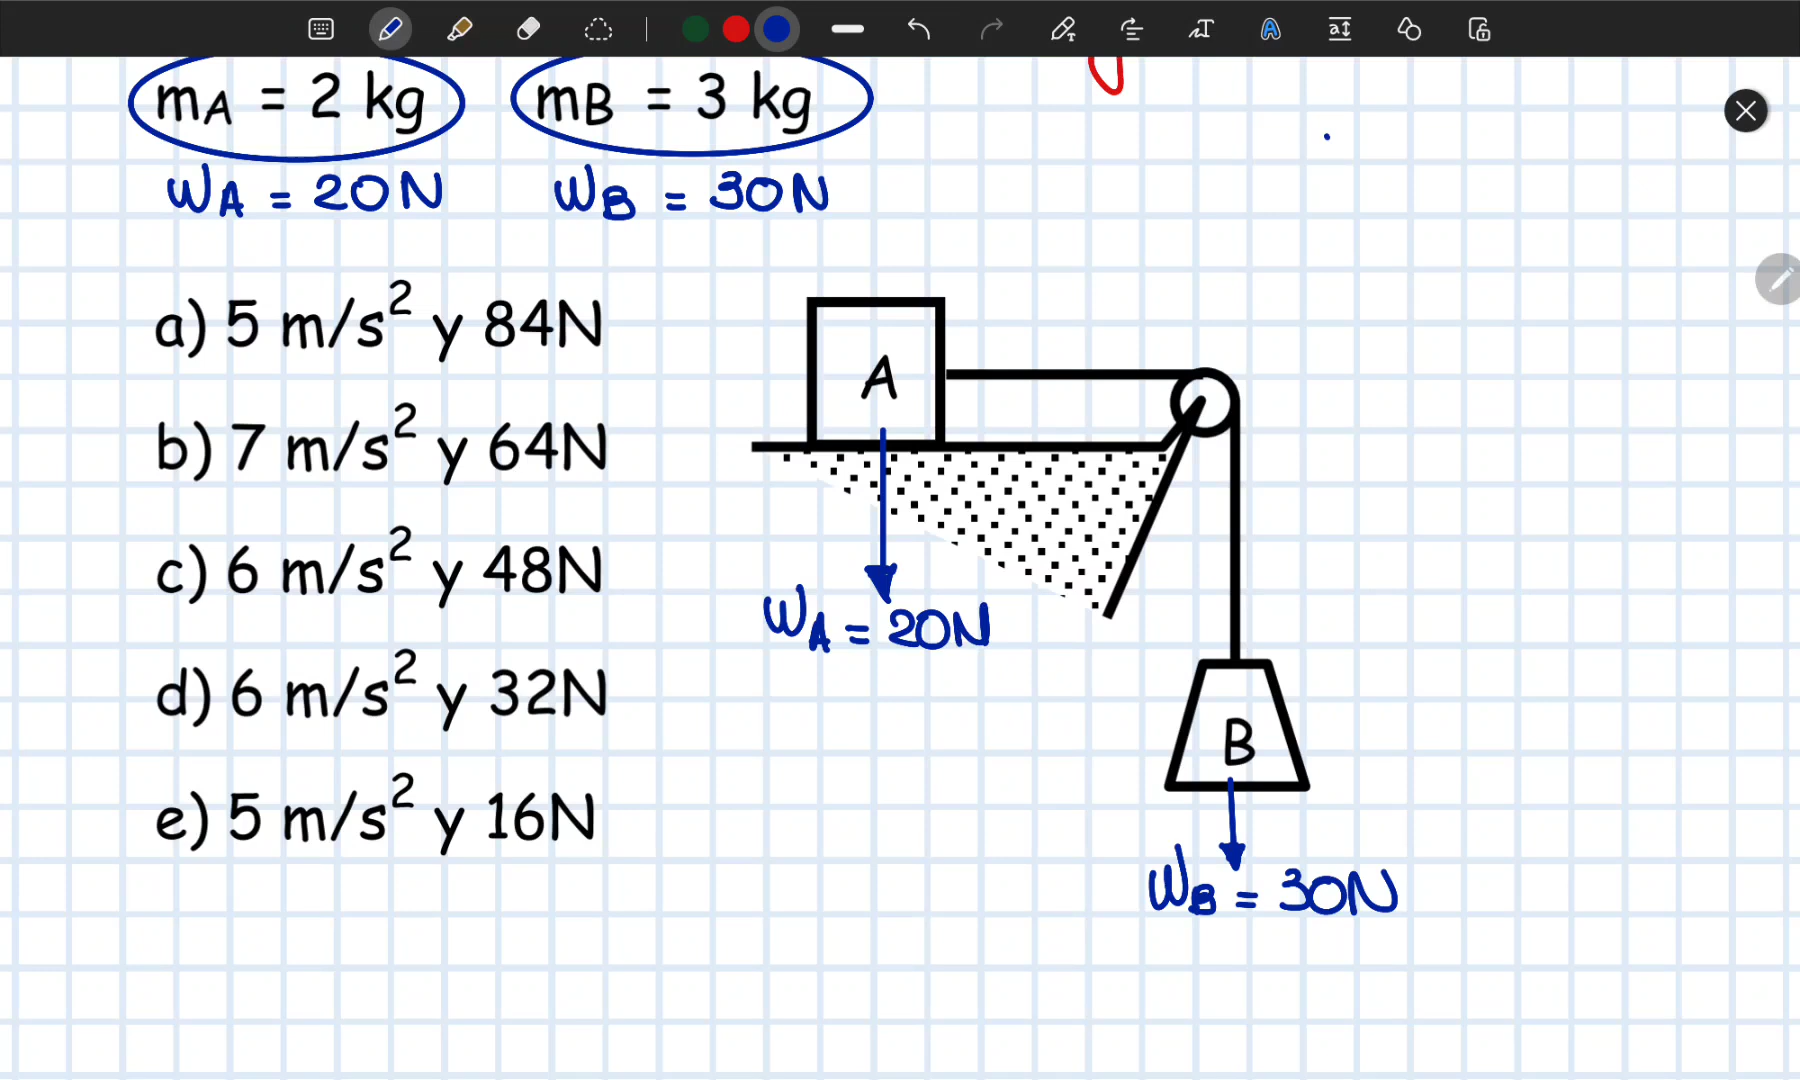 mA = 2 kg mB = 3 kg
WA = 20N WB = 30N
a) 5 m/s² y 84N
b) 7 m/s² y 64N
c) 6 m/s² y 48N
d) 6 m/s² y 32N
e) 5 m/s² y 16N
A
WA = 20N
B
WB = 30N